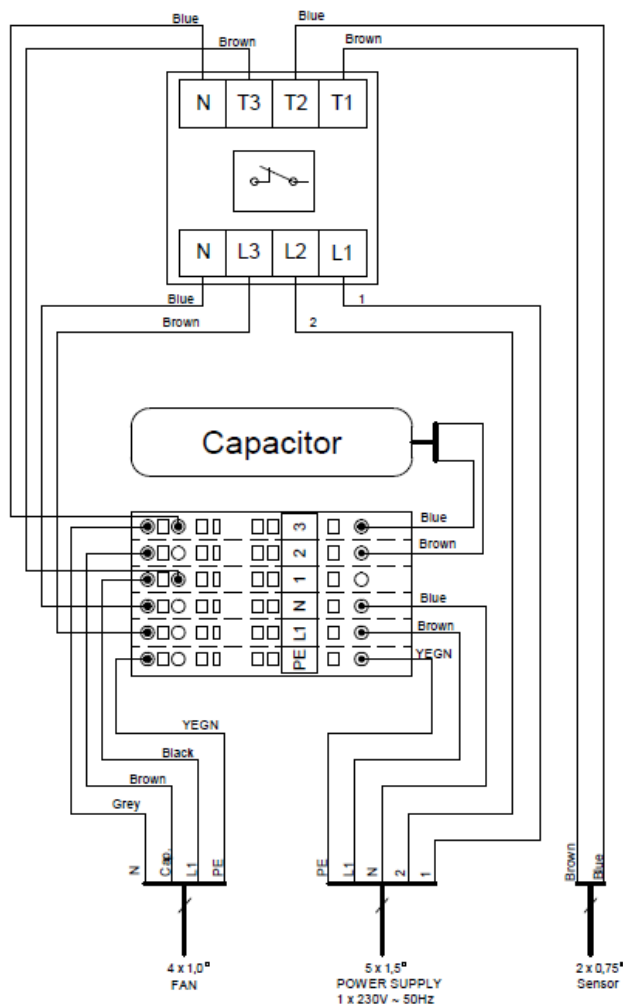 Blue
Brown
Blue
Brown
N T3 T2 T1
N L3 L2 L1
Blue
Brown
2
1
Capacitor
3
Blue
2
Brown
1
N
Blue
L1
Brown
PE
YEGN
YEGN
Black
Brown
Grey
N
Cap.
L1
PE
PE
L1
N
2
1
Brown
Blue
4 x 1,0□
FAN
5 x 1,5□
POWER SUPPLY
1 x 230V ~ 50Hz
2 x 0,75□
Sensor